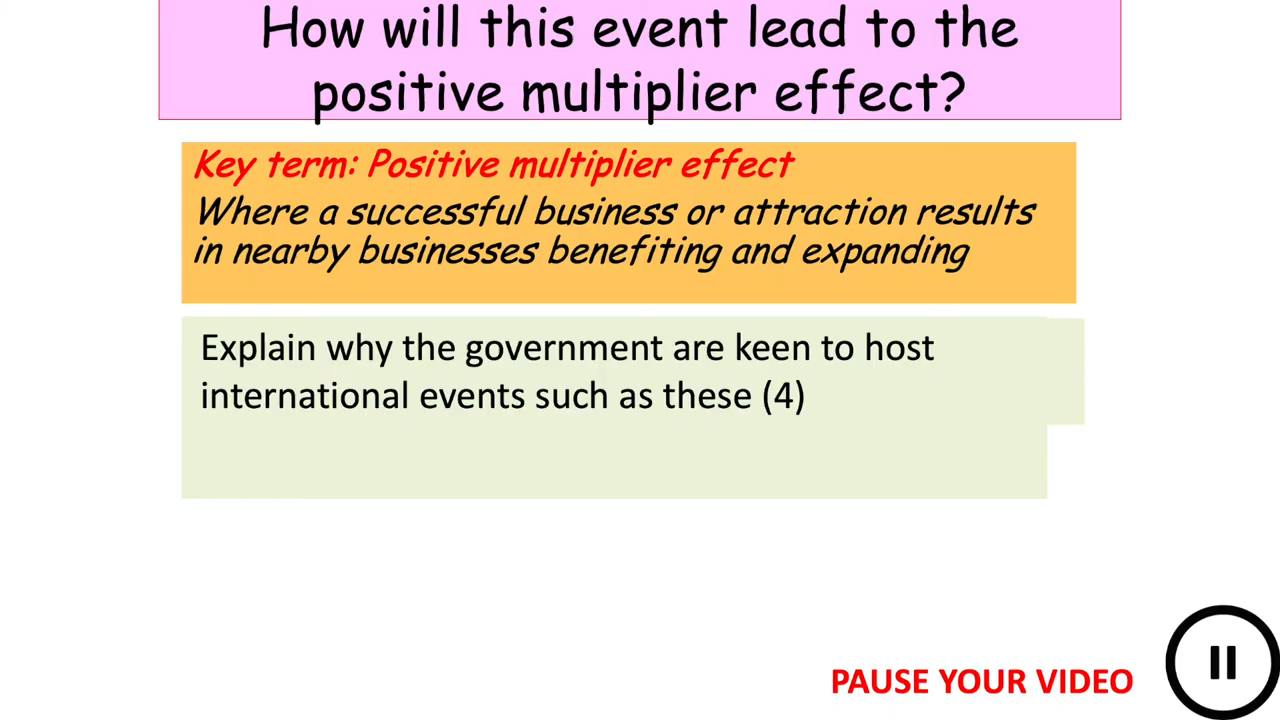 How will this event lead to the
positive multiplier effect?
Key term: Positive multiplier effect
Where a successful business or attraction results
in nearby businesses benefiting and expanding
Explain why the government are keen to host
international events such as these (4)
PAUSE YOUR VIDEO